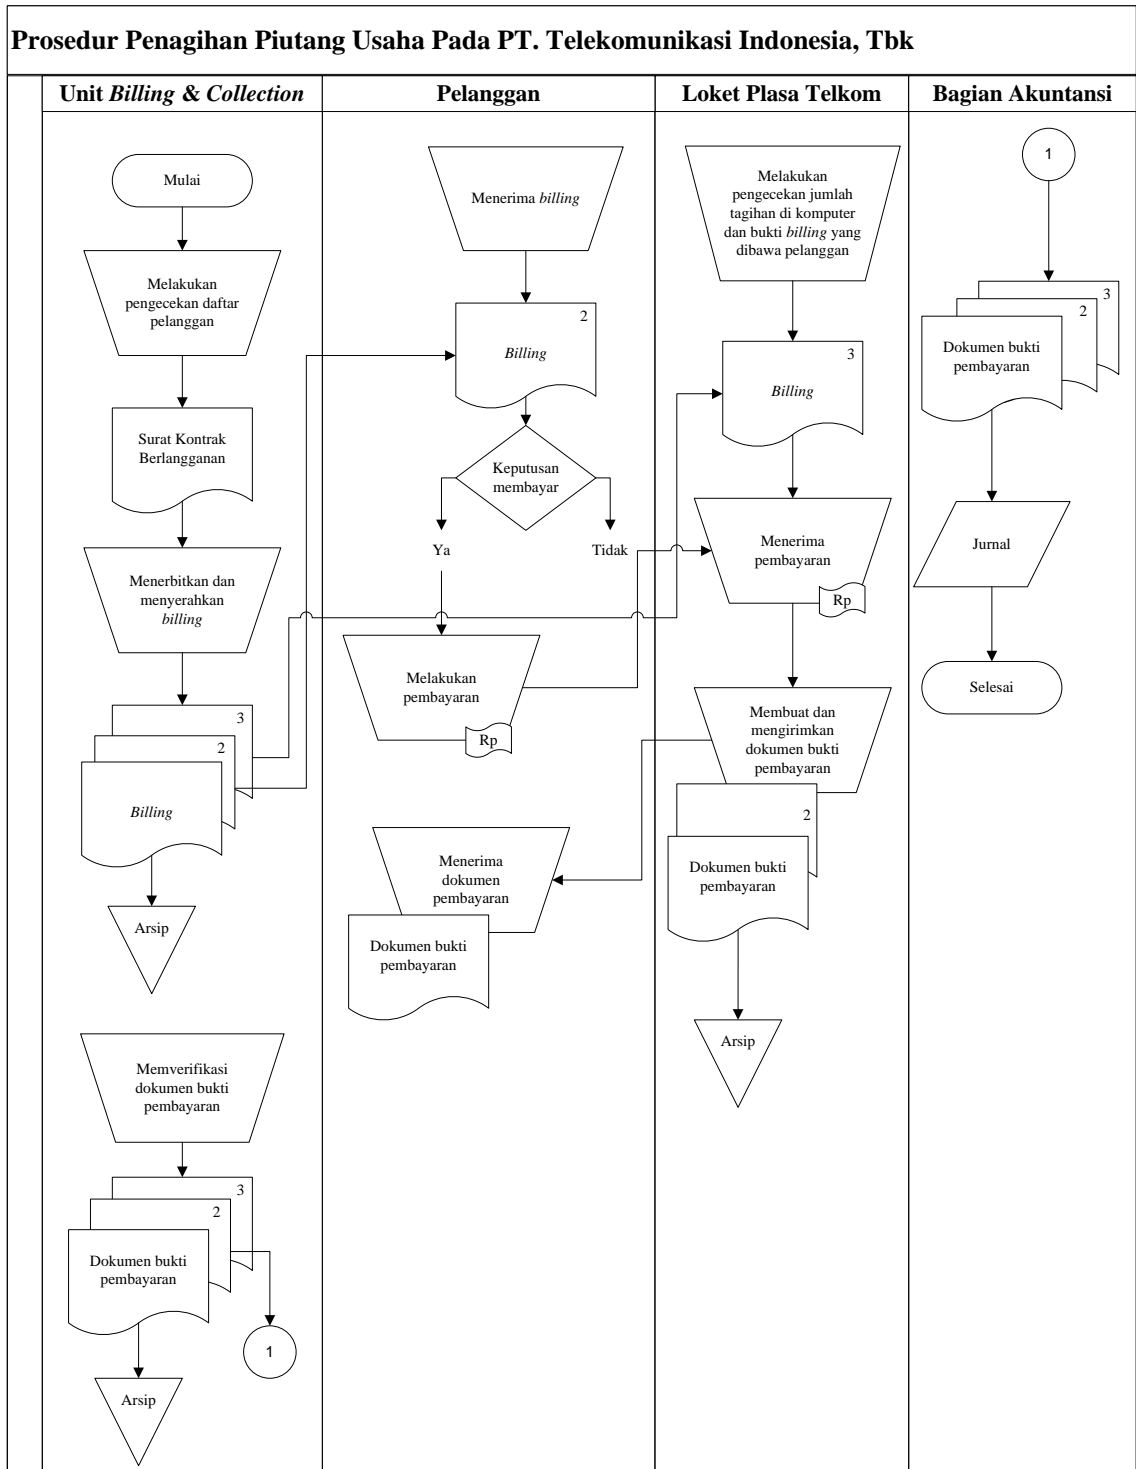 Prosedur Penagihan Piutang Usaha Pada PT. Telekomunikasi Indonesia, Tbk
Unit Billing & Collection
Mulai
Melakukan
pengecekan daftar
pelanggan
Surat Kontrak
Berlangganan
Menerbitkan dan
menyerahkan
billing
3
2
Billing
Arsip
Memverifikasi
dokumen bukti
pembayaran
3
2
Dokumen bukti
pembayaran
1
Arsip
Pelanggan
Menerima billing
2
Billing
Keputusan
membayar
Ya
Tidak
Melakukan
pembayaran
Rp
Menerima
dokumen
pembayaran
Dokumen bukti
pembayaran
Loket Plasa Telkom
Melakukan
pengecekan jumlah
tagihan di komputer
dan bukti billing yang
dibawa pelanggan
3
Billing
Menerima
pembayaran
Rp
Membuat dan
mengirimkan
dokumen bukti
pembayaran
2
Dokumen bukti
pembayaran
Arsip
Bagian Akuntansi
1
3
2
Dokumen bukti
pembayaran
Jurnal
Selesai